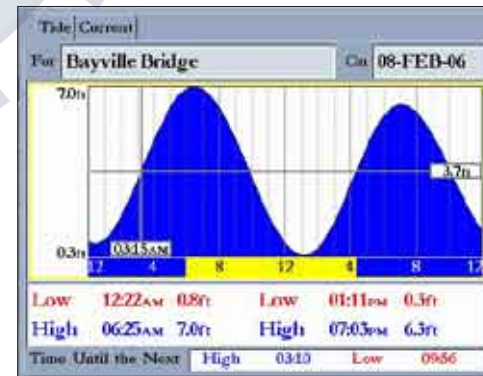 Tide Current
For Bayville Bridge On 08-FEB-06
7.0ft
3.7ft
0.3ft 03:15AM
12 4 8 12 4 8 12
Low 12:22AM 0.8ft Low 01:11PM 0.3ft
High 06:25AM 7.0ft High 07:03PM 6.3ft
Time Until the Next High 03:10 Low 09:56